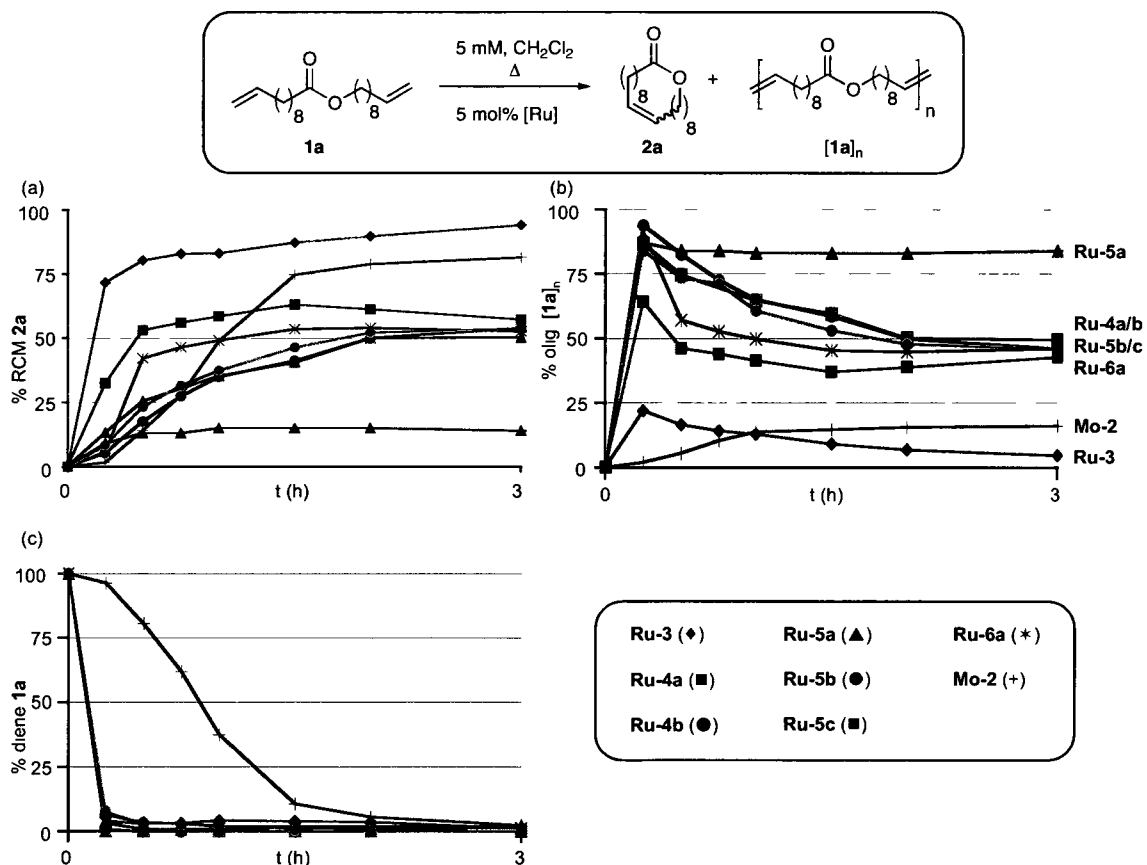 5 mM, CH₂Cl₂
Δ
5 mol% [Ru]
O
O
8
8
1a
O
O
8
8
2a
+
O
O
8
8
n
[1a]n
(a)
100
75
50
25
0
% RCM 2a
0
t (h)
3
(b)
100
75
50
25
0
% olig [1a]n
0
t (h)
3
Ru-5a
Ru-4a/b
Ru-5b/c
Ru-6a
Mo-2
Ru-3
(c)
100
75
50
25
0
% diene 1a
0
t (h)
3
Ru-3 (♦) Ru-5a (▲) Ru-6a (✶)
Ru-4a (■) Ru-5b (●) Mo-2 (+)
Ru-4b (●) Ru-5c (■)